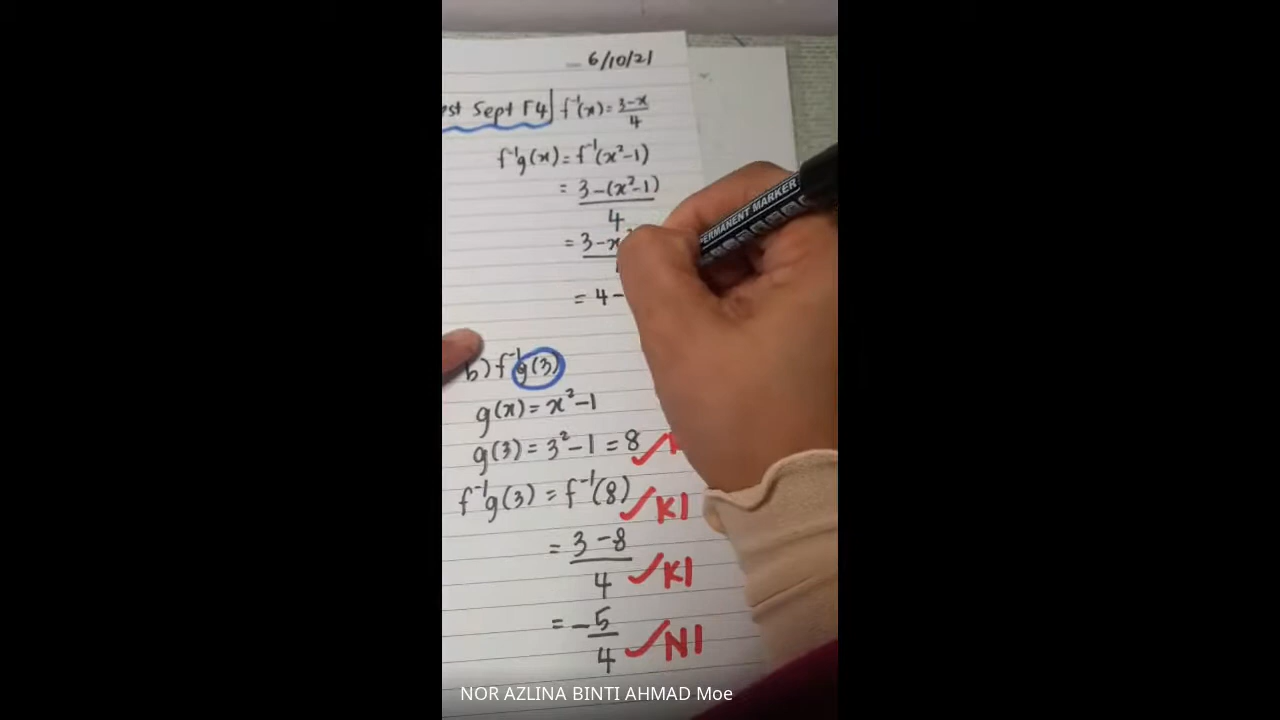 6/10/21
st Sept F4 f⁻¹(x) = 3-x/4
f⁻¹g(x) = f⁻¹(x²-1)
= 3-(x²-1)/4
= 3-x²
= 4-
b) f⁻¹g(3)
g(x) = x²-1
g(3) = 3²-1 = 8
f⁻¹g(3) = f⁻¹(8) K1
= 3-8/4 K1
= -5/4 N1
PERMANENT MARKER
NOR AZLINA BINTI AHMAD Moe